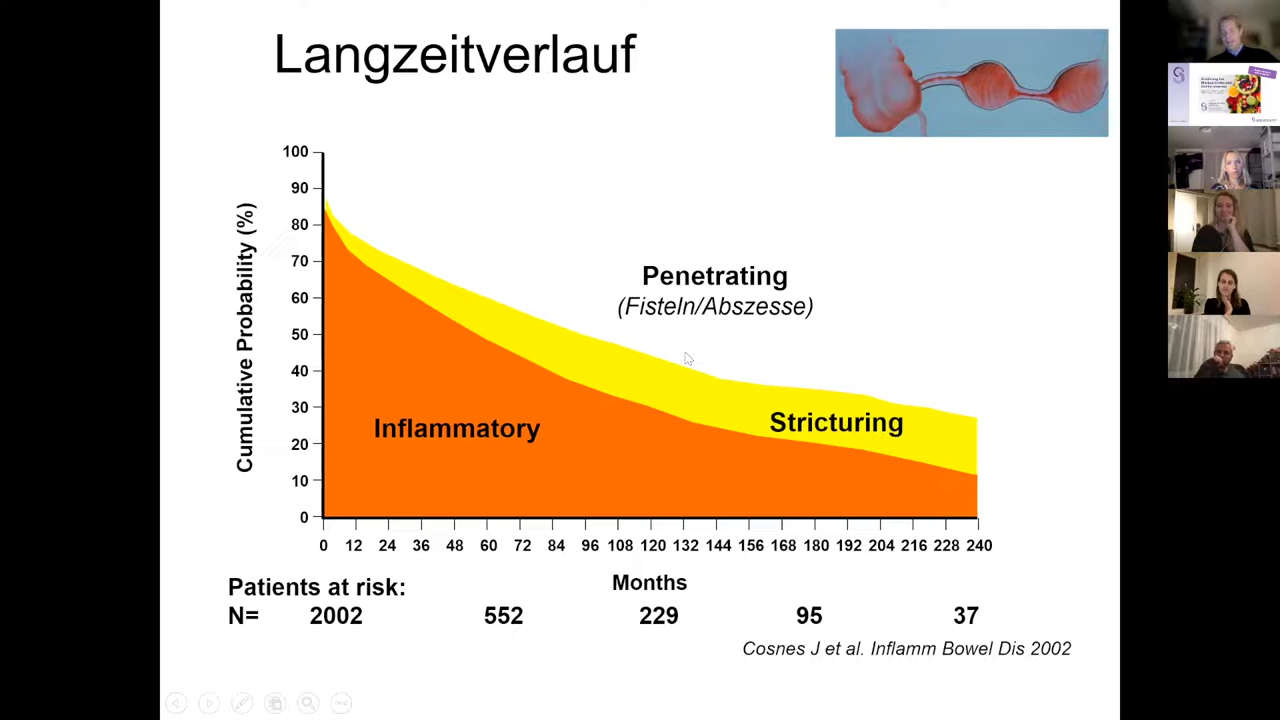 Langzeitverlauf
100
90
80
70
60
50
40
30
20
10
0
Cumulative Probability (%)
Penetrating
(Fisteln/Abszesse)
Stricturing
Inflammatory
0 12 24 36 48 60 72 84 96 108 120 132 144 156 168 180 192 204 216 228 240
Months
Patients at risk:
N= 2002 552 229 95 37
Cosnes J et al. Inflamm Bowel Dis 2002